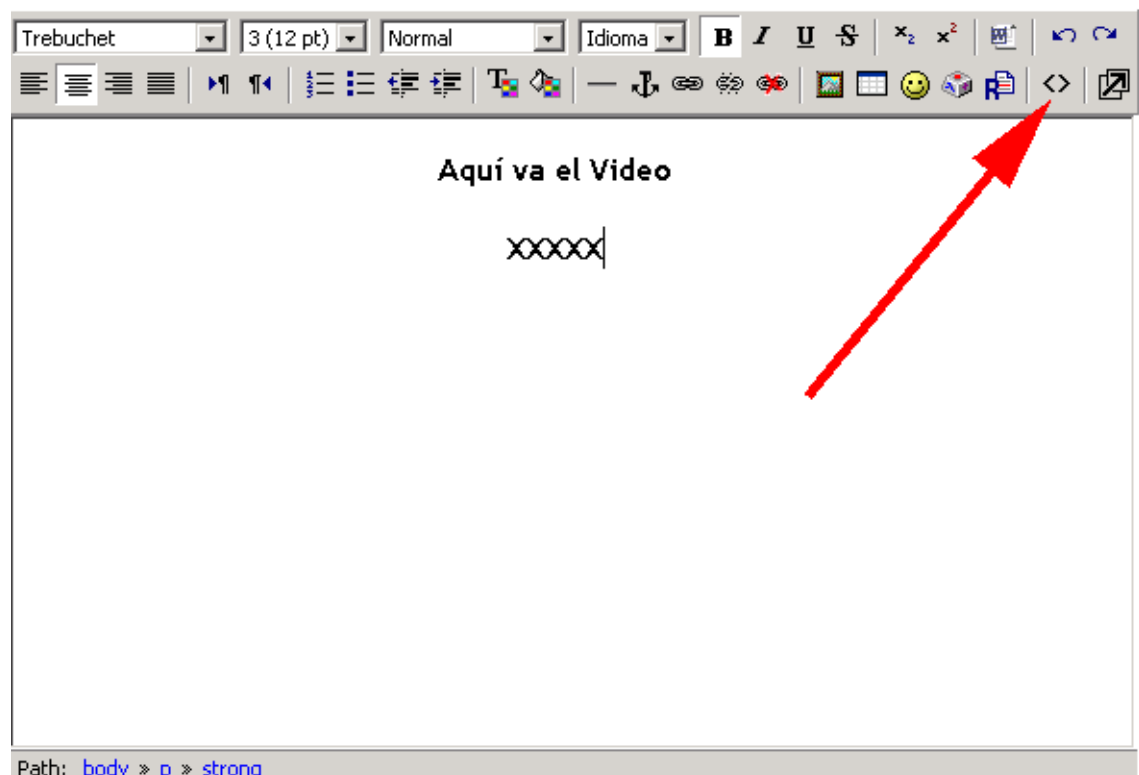 Trebuchet 3 (12 pt) Normal Idioma B I U S x₂ x²
Aquí va el Video
XXXXX
Path: body » p » strong